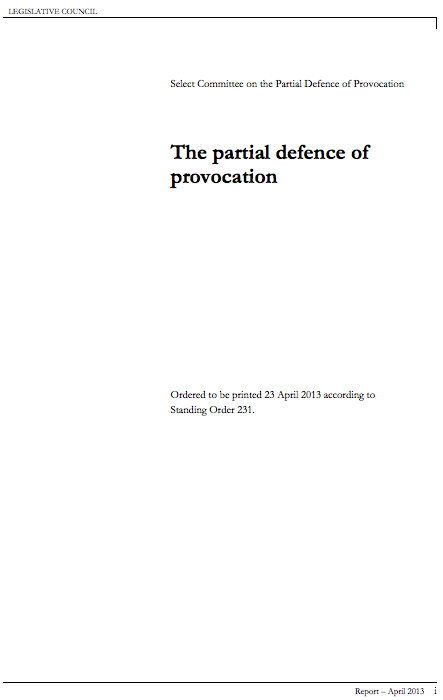 LEGISLATIVE COUNCIL
Select Committee on the Partial Defence of Provocation
The partial defence of
provocation
Ordered to be printed 23 April 2013 according to
Standing Order 231.
Report – April 2013 i